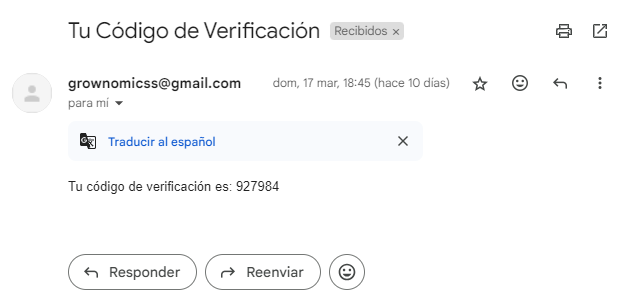 Tu Código de Verificación Recibidos ×
grownomicss@gmail.com dom, 17 mar, 18:45 (hace 10 días)
para mí
Traducir al español
Tu código de verificación es: 927984
Responder Reenviar